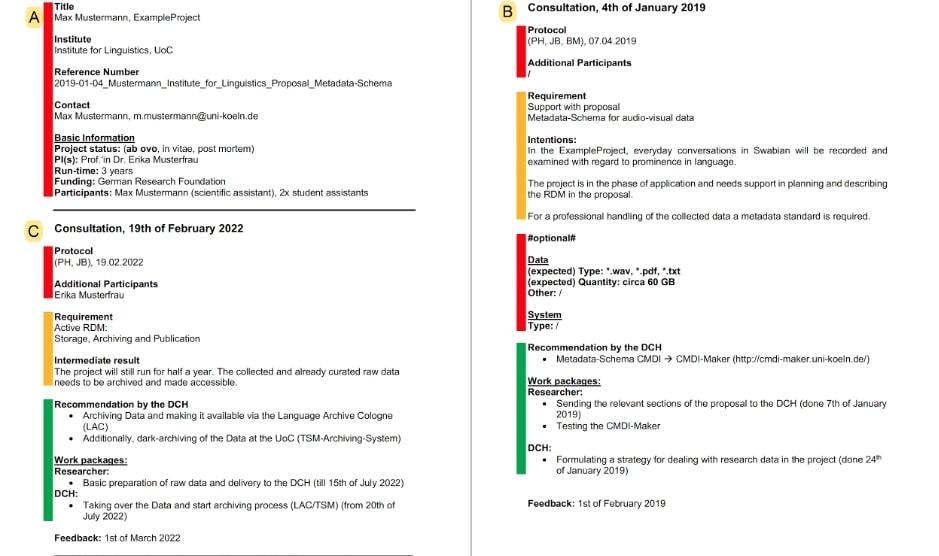 A
Title
Max Mustermann, ExampleProject
Institute
Institute for Linguistics, UoC
Reference Number
2019-01-04_Mustermann_Institute_for_Linguistics_Proposal_Metadata-Schema
Contact
Max Mustermann, m.mustermann@uni-koeln.de
Basic Information
Project status: (ab ovo, in vitae, post mortem)
PI(s): Prof.'in Dr. Erika Musterfrau
Run-time: 3 years
Funding: German Research Foundation
Participants: Max Mustermann (scientific assistant), 2x student assistants
B
Consultation, 4th of January 2019
Protocol
(PH, JB, BM), 07.04.2019
Additional Participants
/
Requirement
Support with proposal
Metadata-Schema for audio-visual data
Intentions:
In the ExampleProject, everyday conversations in Swabian will be recorded and
examined with regard to prominence in language.
The project is in the phase of application and needs support in planning and describing
the RDM in the proposal.
For a professional handling of the collected data a metadata standard is required.
#optional#
Data
(expected) Type: *.wav, *.pdf, *.txt
(expected) Quantity: circa 60 GB
Other: /
System
Type: /
Recommendation by the DCH
• Metadata-Schema CMDI → CMDI-Maker (http://cmdi-maker.uni-koeln.de/)
Work packages:
Researcher:
• Sending the relevant sections of the proposal to the DCH (done 7th of January
2019)
• Testing the CMDI-Maker
DCH:
• Formulating a strategy for dealing with research data in the project (done 24th
of January 2019)
Feedback: 1st of February 2019
C
Consultation, 19th of February 2022
Protocol
(PH, JB), 19.02.2022
Additional Participants
Erika Musterfrau
Requirement
Active RDM:
Storage, Archiving and Publication
Intermediate result
The project will still run for half a year. The collected and already curated raw data
needs to be archived and made accessible.
Recommendation by the DCH
• Archiving Data and making it available via the Language Archive Cologne
(LAC)
• Additionally, dark-archiving of the Data at the UoC (TSM-Archiving-System)
Work packages:
Researcher:
• Basic preparation of raw data and delivery to the DCH (till 15th of July 2022)
DCH:
• Taking over the Data and start archiving process (LAC/TSM) (from 20th of
July 2022)
Feedback: 1st of March 2022